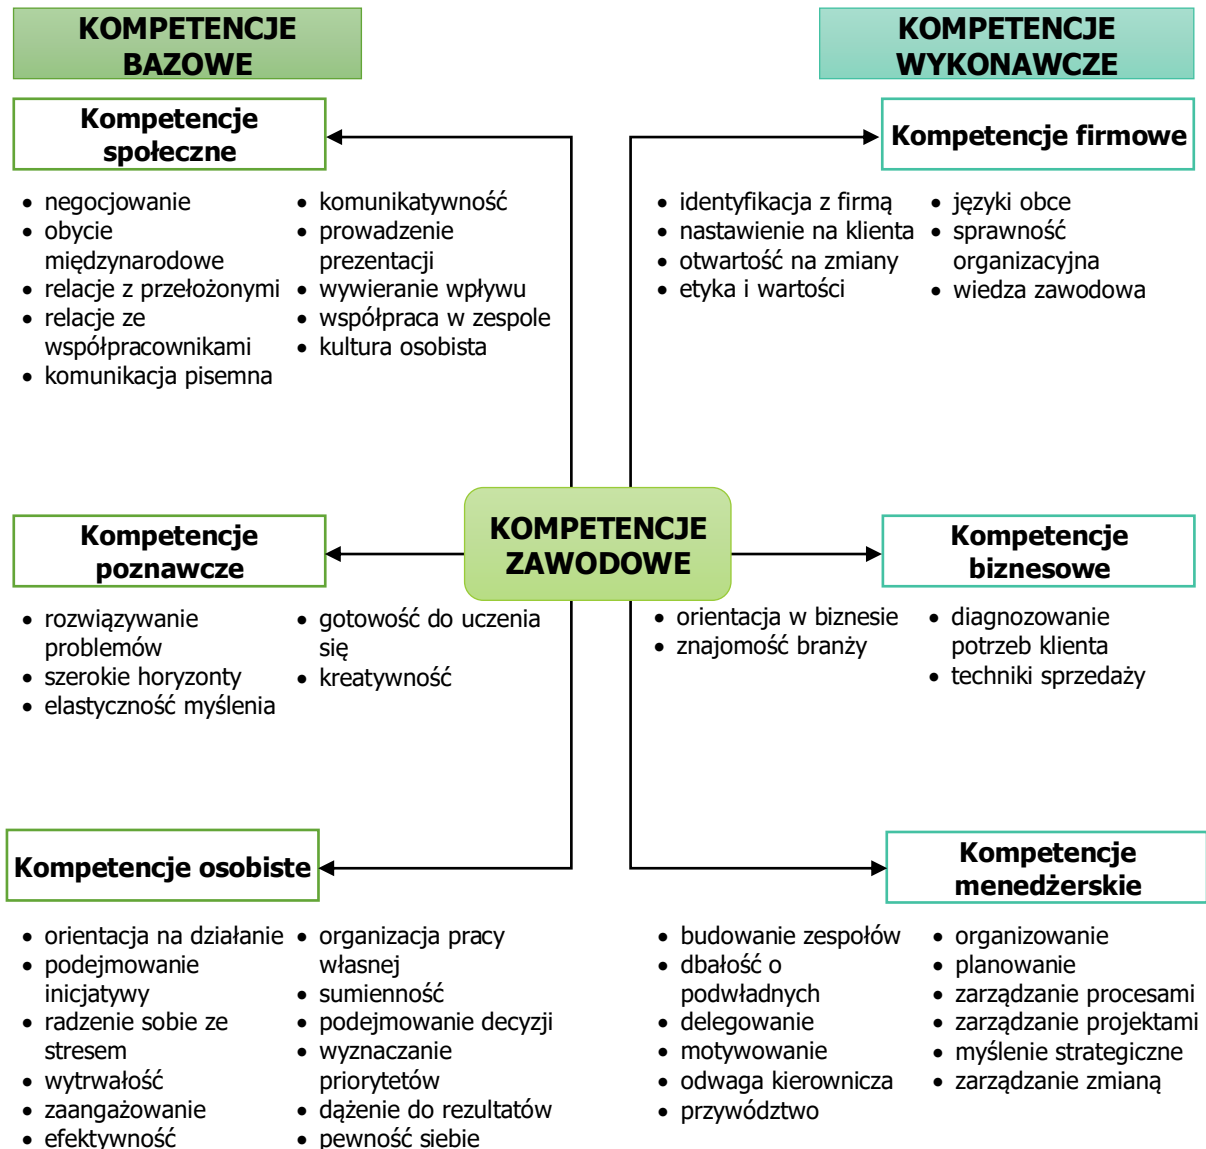 KOMPETENCJE
BAZOWE
KOMPETENCJE
WYKONAWCZE
Kompetencje
społeczne
• negocjowanie
• obycie
międzynarodowe
• relacje z przełożonymi
• relacje ze
współpracownikami
• komunikacja pisemna
• komunikatywność
• prowadzenie
prezentacji
• wywieranie wpływu
• współpraca w zespole
• kultura osobista
Kompetencje firmowe
• identyfikacja z firmą
• nastawienie na klienta
• otwartość na zmiany
• etyka i wartości
• języki obce
• sprawność
organizacyjna
• wiedza zawodowa
KOMPETENCJE
ZAWODOWE
Kompetencje
poznawcze
• rozwiązywanie
problemów
• szerokie horyzonty
• elastyczność myślenia
• gotowość do uczenia
się
• kreatywność
Kompetencje
biznesowe
• orientacja w biznesie
• znajomość branży
• diagnozowanie
potrzeb klienta
• techniki sprzedaży
Kompetencje osobiste
• orientacja na działanie
• podejmowanie
inicjatywy
• radzenie sobie ze
stresem
• wytrwałość
• zaangażowanie
• efektywność
• organizacja pracy
własnej
• sumienność
• podejmowanie decyzji
• wyznaczanie
priorytetów
• dążenie do rezultatów
• pewność siebie
Kompetencje
menedżerskie
• budowanie zespołów
• dbałość o
podwładnych
• delegowanie
• motywowanie
• odwaga kierownicza
• przywództwo
• organizowanie
• planowanie
• zarządzanie procesami
• zarządzanie projektami
• myślenie strategiczne
• zarządzanie zmianą